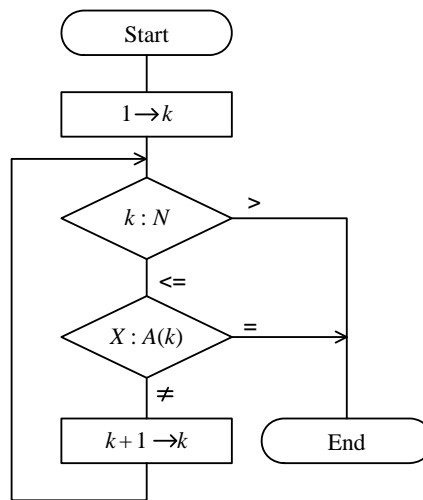 Start
1→k
k : N
>
<=
X : A(k)
=
≠
k+1→k
End